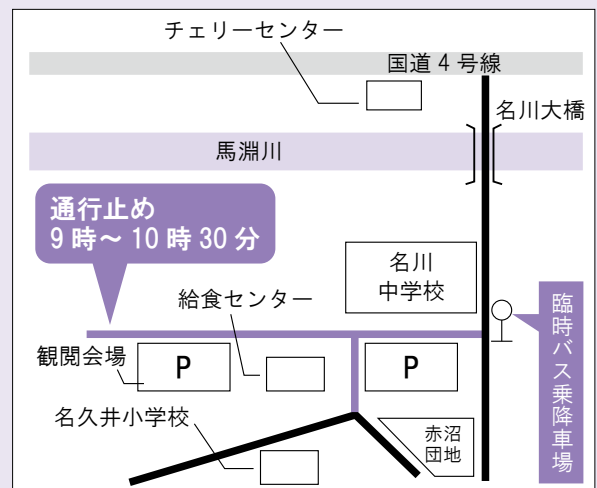 チェリーセンター
国道4号線
名川大橋
馬淵川
通行止め
9時～10時30分
名川
中学校
給食センター
臨時バス乗降車場
観閲会場
P
P
名久井小学校
赤沼
団地